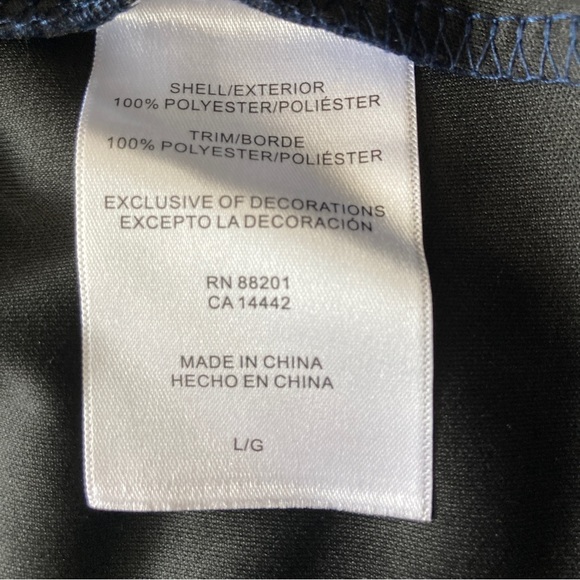 SHELL/EXTERIOR
100% POLYESTER/POLIÉSTER
TRIM/BORDE
100% POLYESTER/POLIÉSTER
EXCLUSIVE OF DECORATIONS
EXCEPTO LA DECORACIÓN
RN 88201
CA 14442
MADE IN CHINA
HECHO EN CHINA
L/G